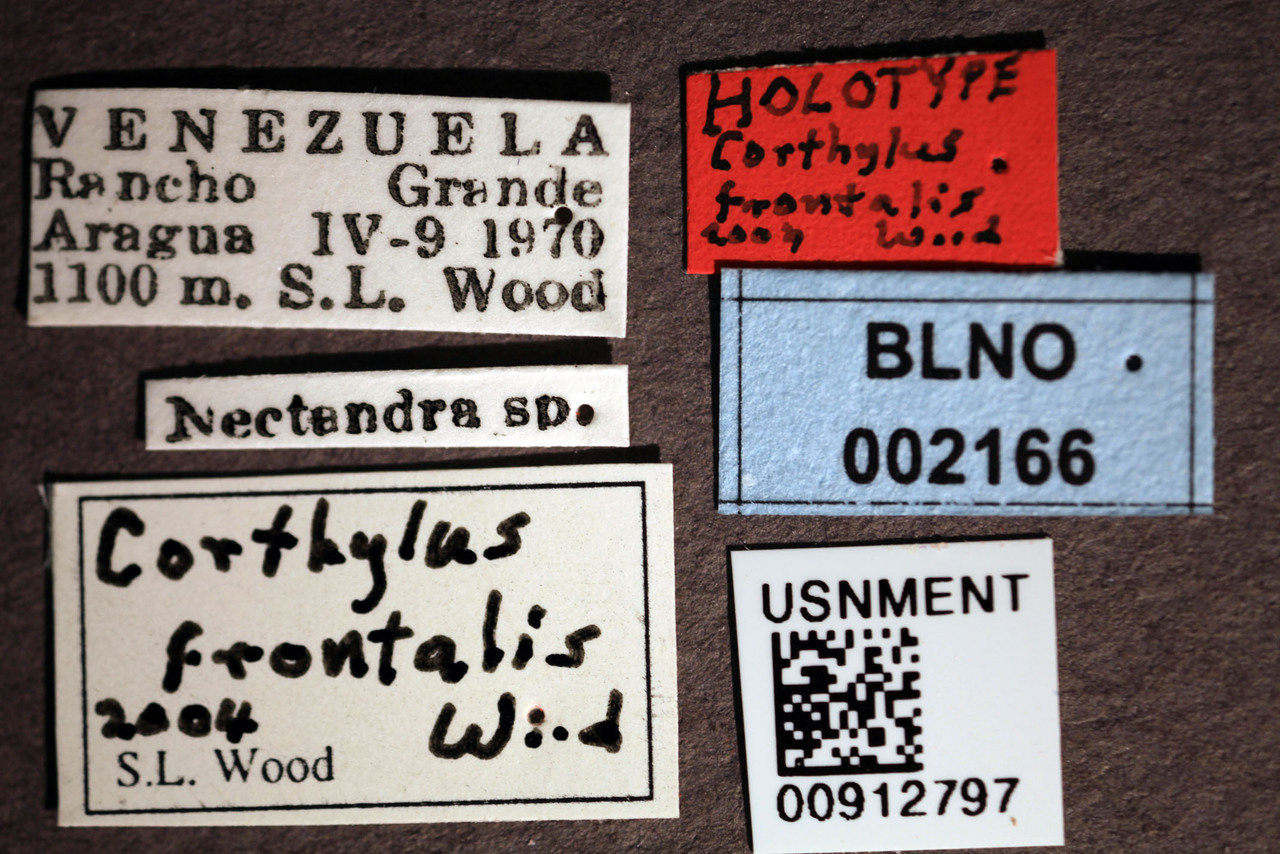 VENEZUELA
Rancho Grande
Aragua IV-9 1970
1100 m. S.L. Wood
Nectandra sp.
Corthylus
frontalis
2004 Wood
S.L. Wood
HOLOTYPE
Corthylus
frontalis
2004 Wood
BLNO
002166
USNMENT
00912797